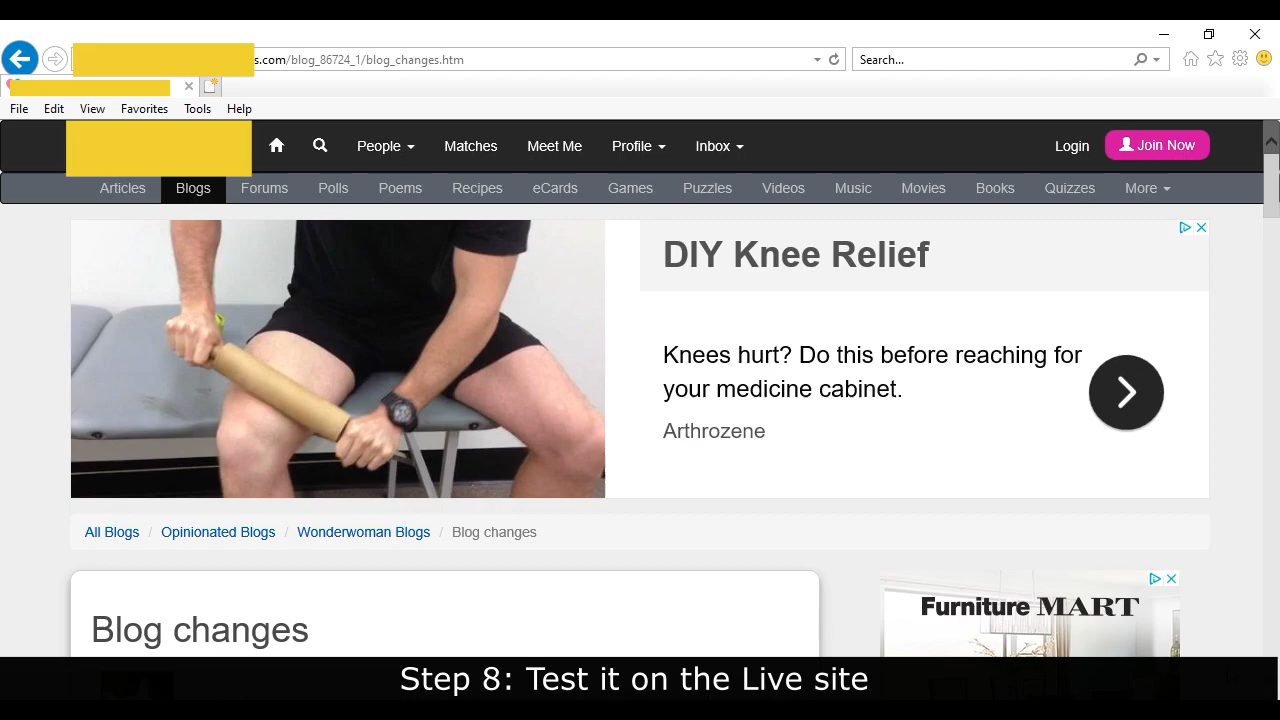 s.com/blog_86724_1/blog_changes.htm
Search...
File Edit View Favorites Tools Help
People Matches Meet Me Profile Inbox Login Join Now
Articles Blogs Forums Polls Poems Recipes eCards Games Puzzles Videos Music Movies Books Quizzes More
DIY Knee Relief
Knees hurt? Do this before reaching for
your medicine cabinet.
Arthrozene
All Blogs / Opinionated Blogs / Wonderwoman Blogs / Blog changes
Furniture MART
Blog changes
Step 8: Test it on the Live site